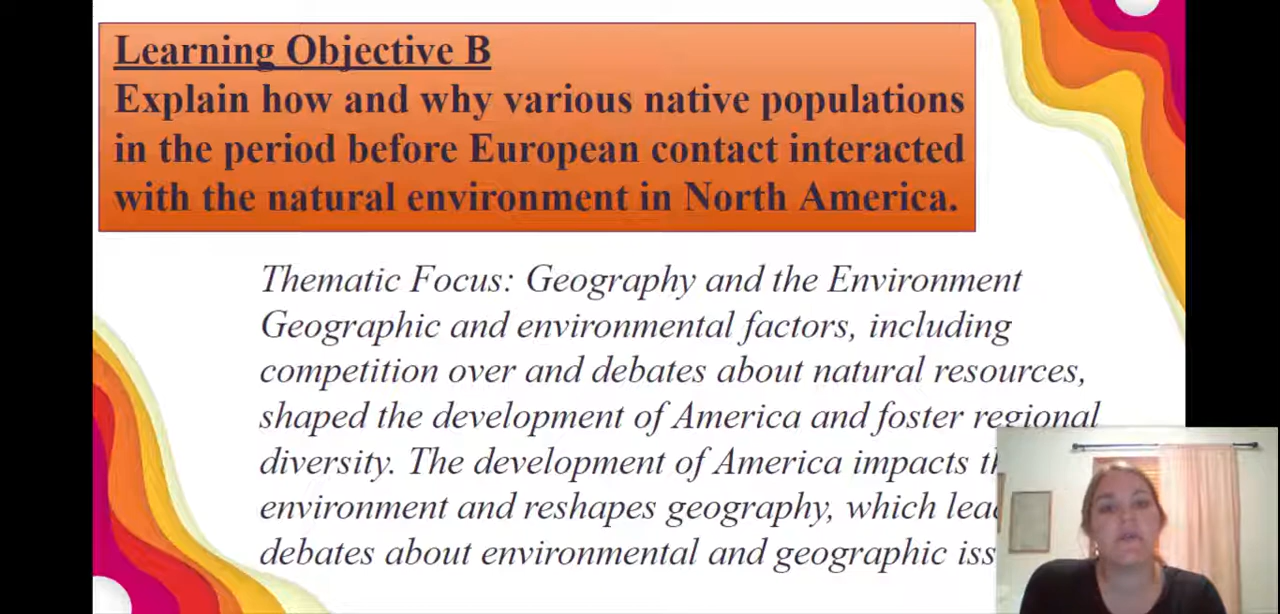 Learning Objective B
Explain how and why various native populations
in the period before European contact interacted
with the natural environment in North America.
Thematic Focus: Geography and the Environment
Geographic and environmental factors, including
competition over and debates about natural resources,
shaped the development of America and foster regional
diversity. The development of America impacts
environment and reshapes geography, which
debates about environmental and geographic